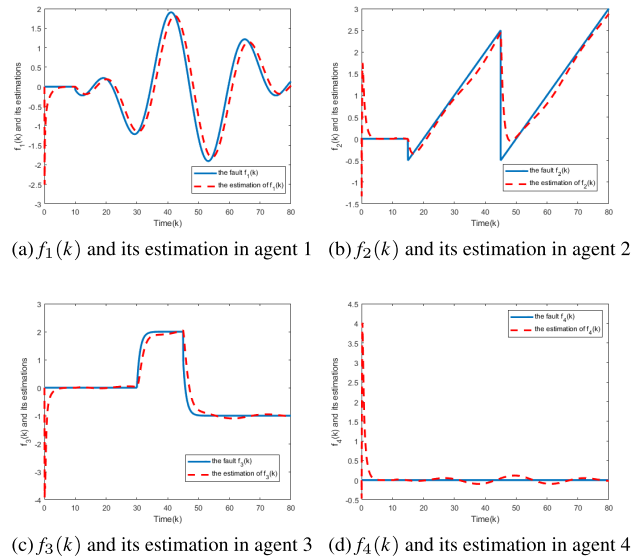 2
1.5
1
0.5
0
-0.5
-1
-1.5
-2
-2.5
-3
f1(k) and its estimations
the fault f1(k)
the estimation of f1(k)
0 10 20 30 40 50 60 70 80
Time(k)
3
2.5
2
1.5
1
0.5
0
-0.5
-1
-1.5
f2(k) and its estimations
the fault f2(k)
the estimation of f2(k)
0 10 20 30 40 50 60 70 80
Time(k)
(a) f1(k) and its estimation in agent 1
(b) f2(k) and its estimation in agent 2
3
2
1
0
-1
-2
-3
-4
f3(k) and its estimations
the fault f3(k)
the estimation of f3(k)
0 10 20 30 40 50 60 70 80
Time(k)
4.5
4
3.5
3
2.5
2
1.5
1
0.5
0
-0.5
f4(k) and its estimations
the fault f4(k)
the estimation of f4(k)
0 10 20 30 40 50 60 70 80
Time(k)
(c) f3(k) and its estimation in agent 3
(d) f4(k) and its estimation in agent 4